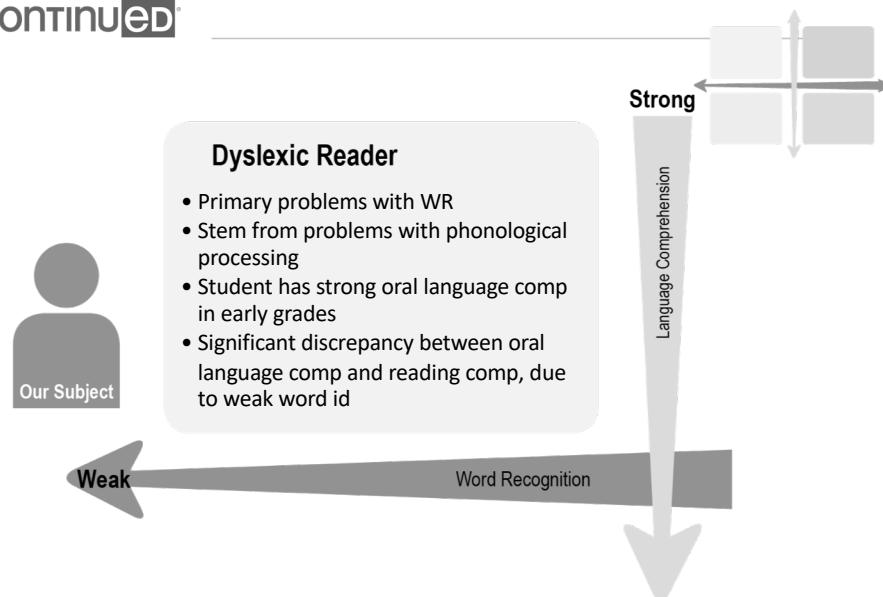 ontinued
Strong
Dyslexic Reader
• Primary problems with WR
• Stem from problems with phonological
processing
• Student has strong oral language comp
in early grades
• Significant discrepancy between oral
language comp and reading comp, due
to weak word id
Language Comprehension
Our Subject
Weak
Word Recognition